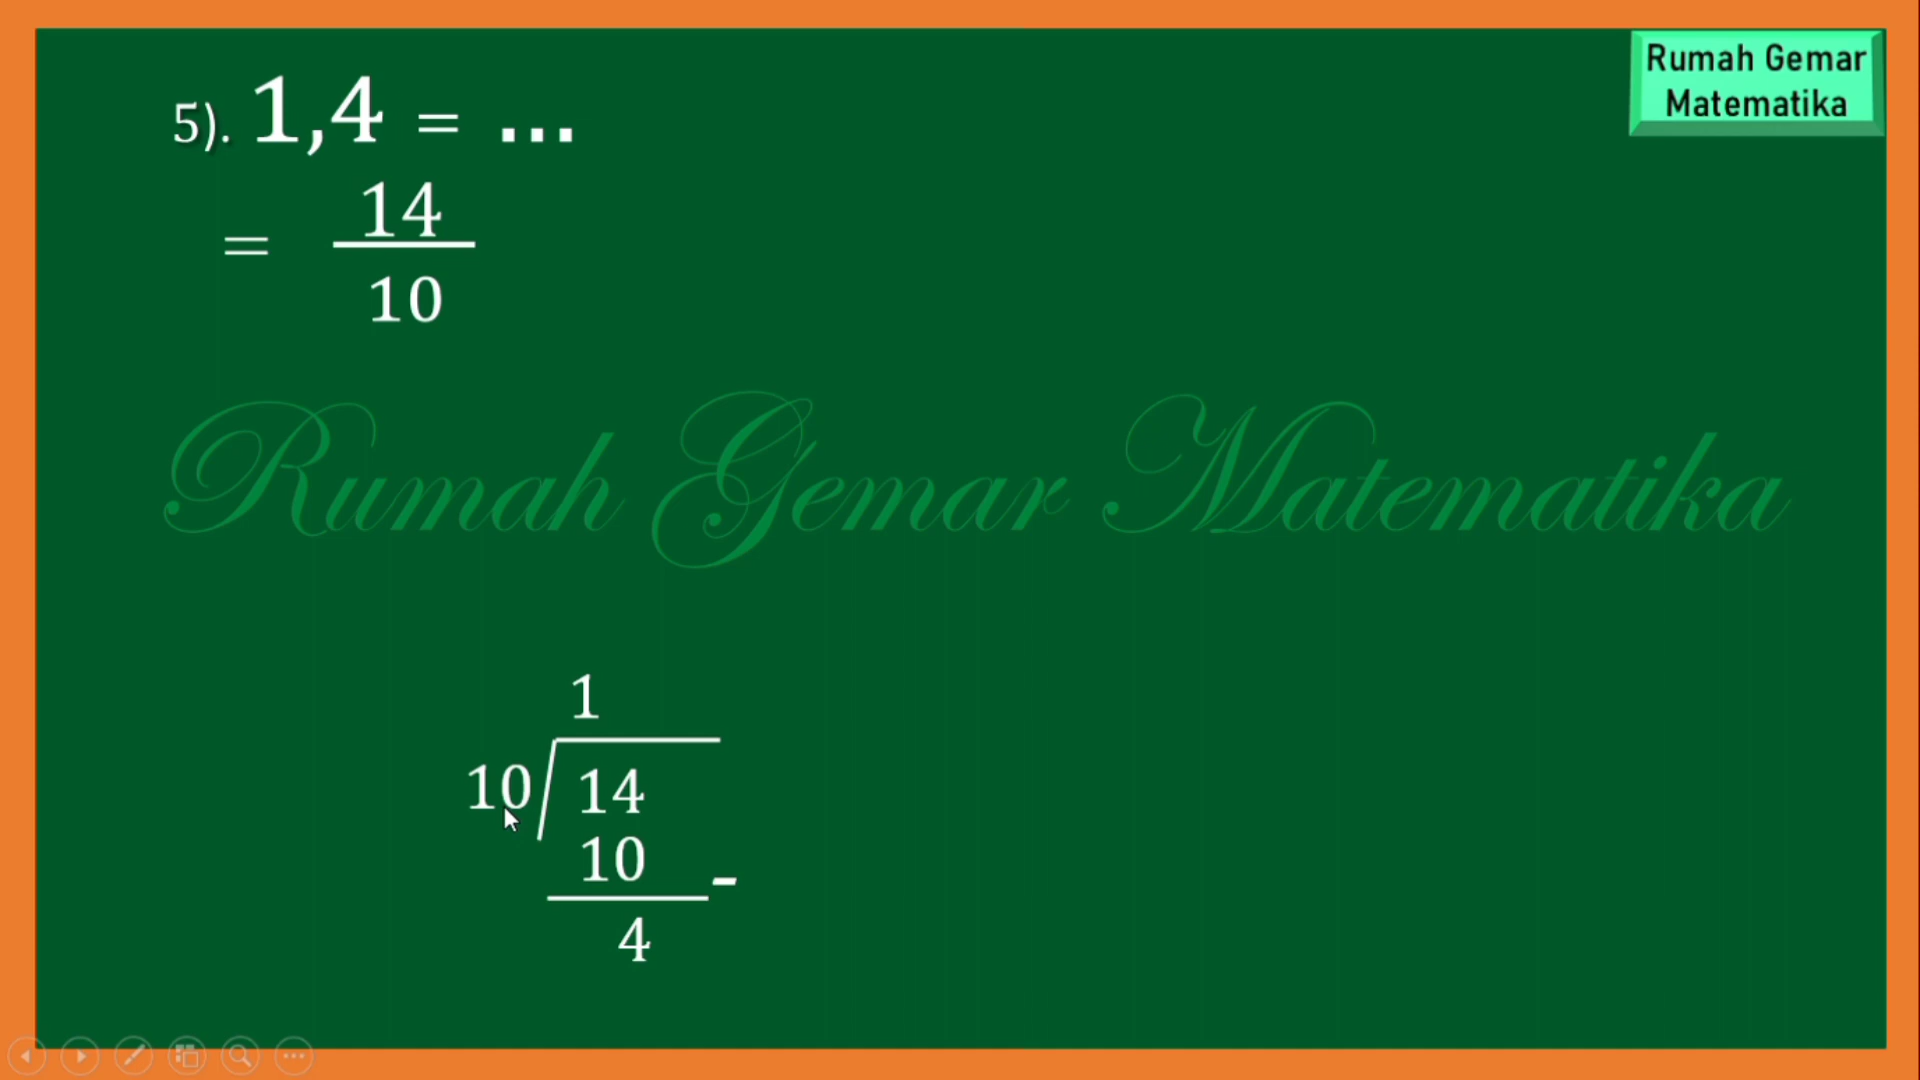 Rumah Gemar
Matematika
5). 1,4 = ...
= 14
10
Rumah Gemar Matematika
1
10 14
10 -
4